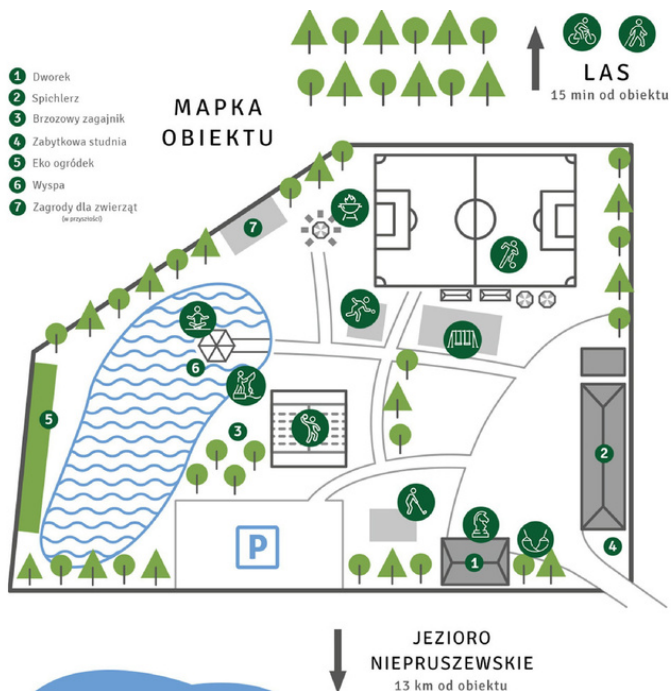 LAS
15 min od obiektu
MAPKA
OBIEKTU
1 Dworek
2 Spichlerz
3 Brzozowy zagajnik
4 Zabytkowa studnia
5 Eko ogródek
6 Wyspa
7 Zagrody dla zwierząt
(w przyszłości)
7
6
5
3
2
P
1
4
JEZIORO
NIEPRUSZEWSKIE
13 km od obiektu